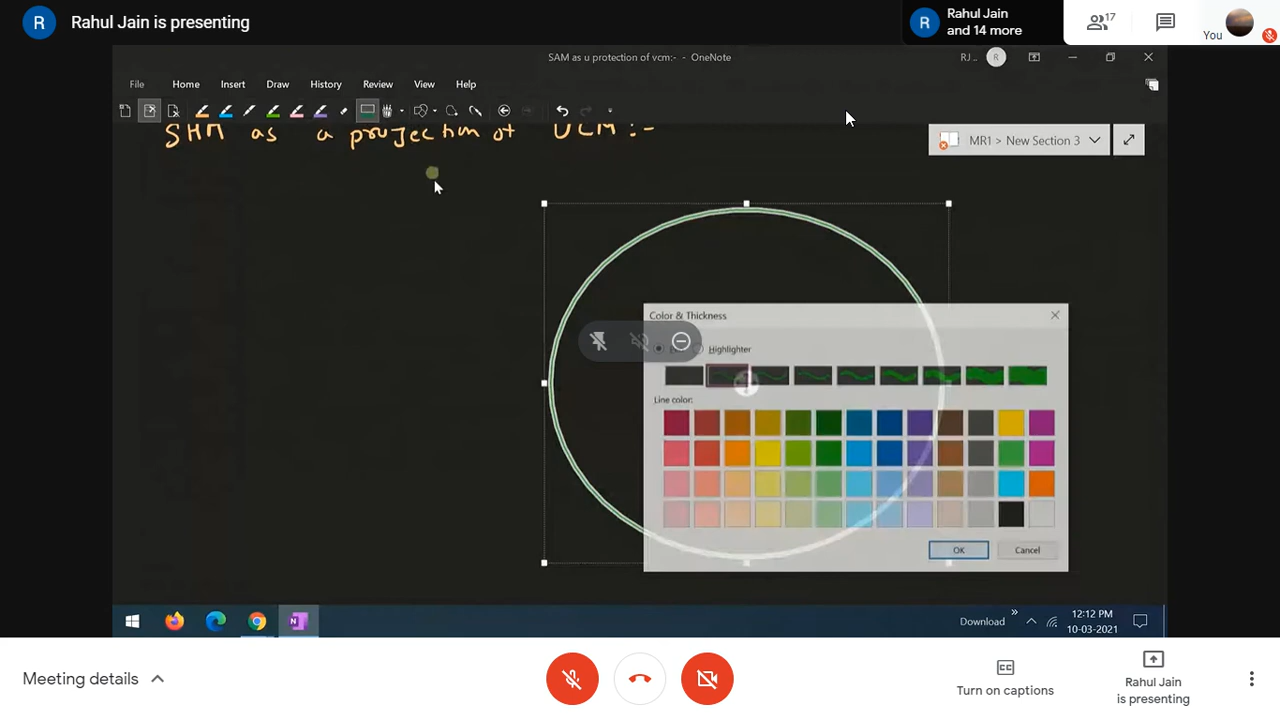 R Rahul Jain is presenting
R Rahul Jain and 14 more
17
You
SAM as u protection of vcm:- - OneNote
RJ ... R
File Home Insert Draw History Review View Help
SHM as a projection of UCM :-
MR1 > New Section 3
Color & Thickness
Highlighter
Line color:
OK Cancel
Download
12:12 PM
10-03-2021
Meeting details
Turn on captions
Rahul Jain
is presenting